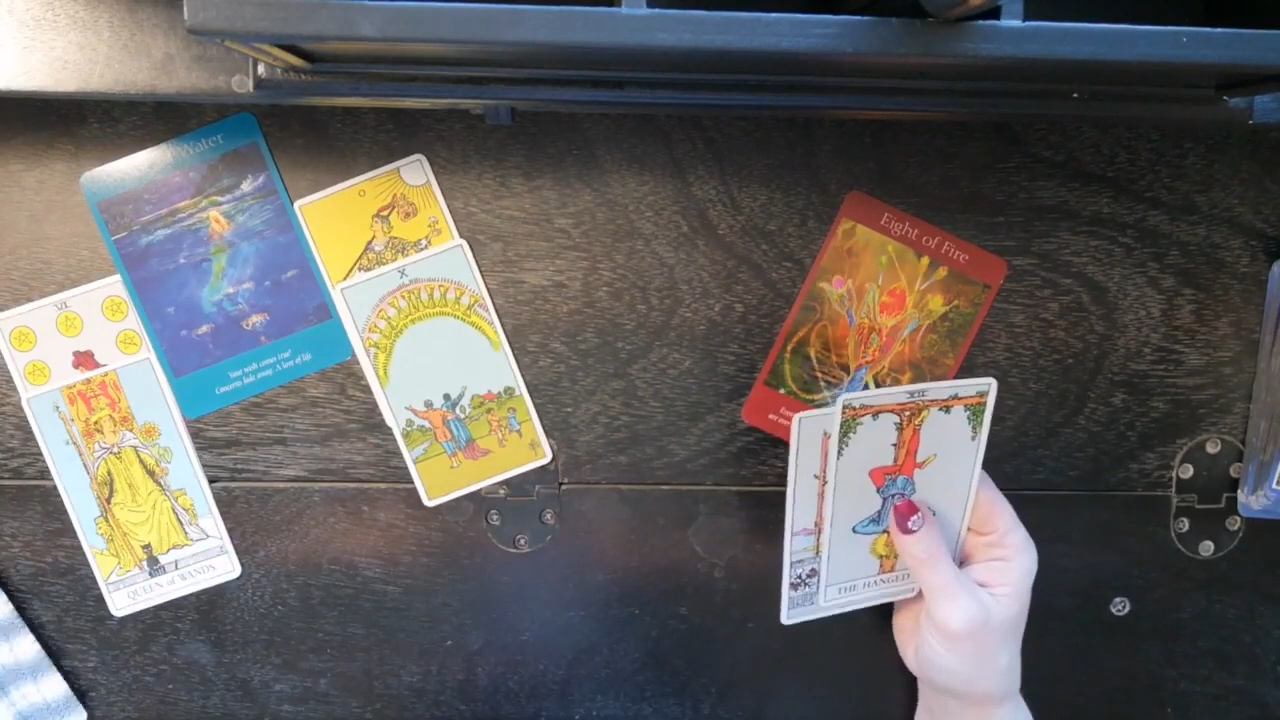 Water
Your wish comes true!
Concerns fade away. A love of life
VI
QUEEN of WANDS.
O
X
Eight of Fire
XII
THE HANGED